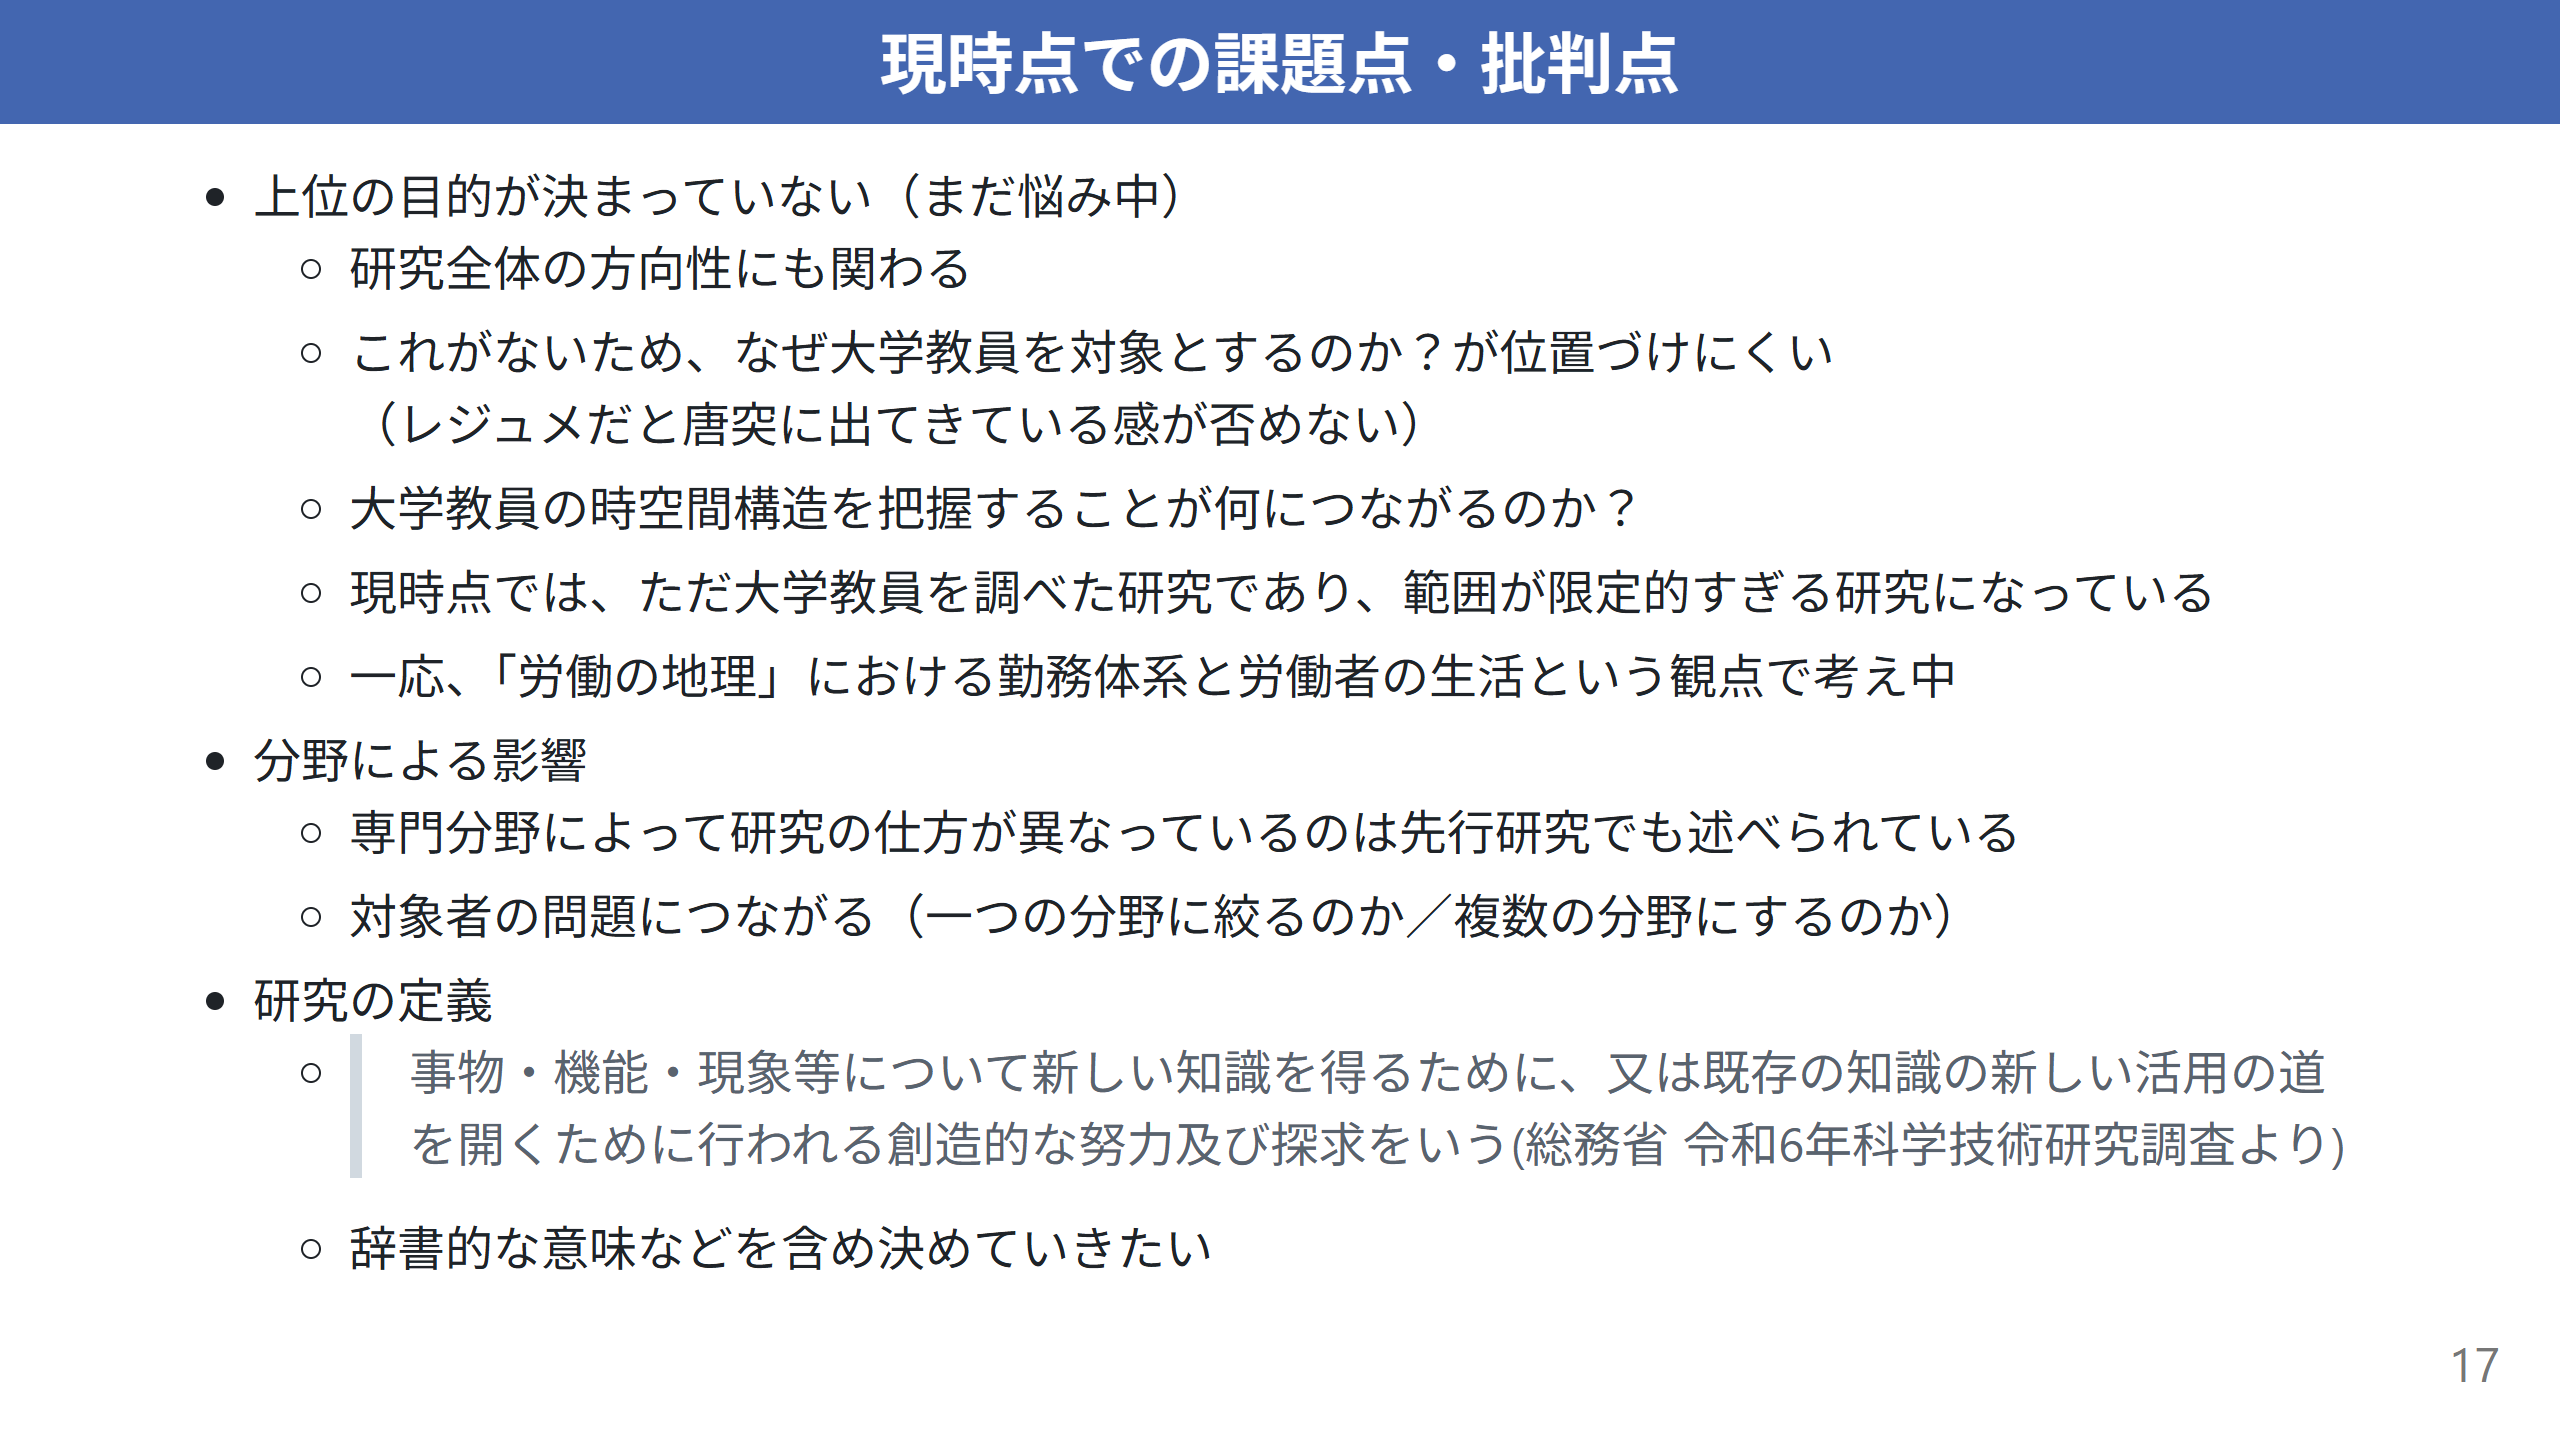 現時点での課題点・批判点
上位の目的が決まっていない（まだ悩み中）
研究全体の方向性にも関わる
これがないため、なぜ大学教員を対象とするのか？が位置づけにくい
（レジュメだと唐突に出てきている感が否めない）
大学教員の時空間構造を把握することが何につながるのか？
現時点では、ただ大学教員を調べた研究であり、範囲が限定的すぎる研究になっている
一応、「労働の地理」における勤務体系と労働者の生活という観点で考え中
分野による影響
専門分野によって研究の仕方が異なっているのは先行研究でも述べられている
対象者の問題につながる（一つの分野に絞るのか／複数の分野にするのか）
研究の定義
事物・機能・現象等について新しい知識を得るために、又は既存の知識の新しい活用の道
を開くために行われる創造的な努力及び探求をいう(総務省 令和6年科学技術研究調査より)
辞書的な意味などを含め決めていきたい
17